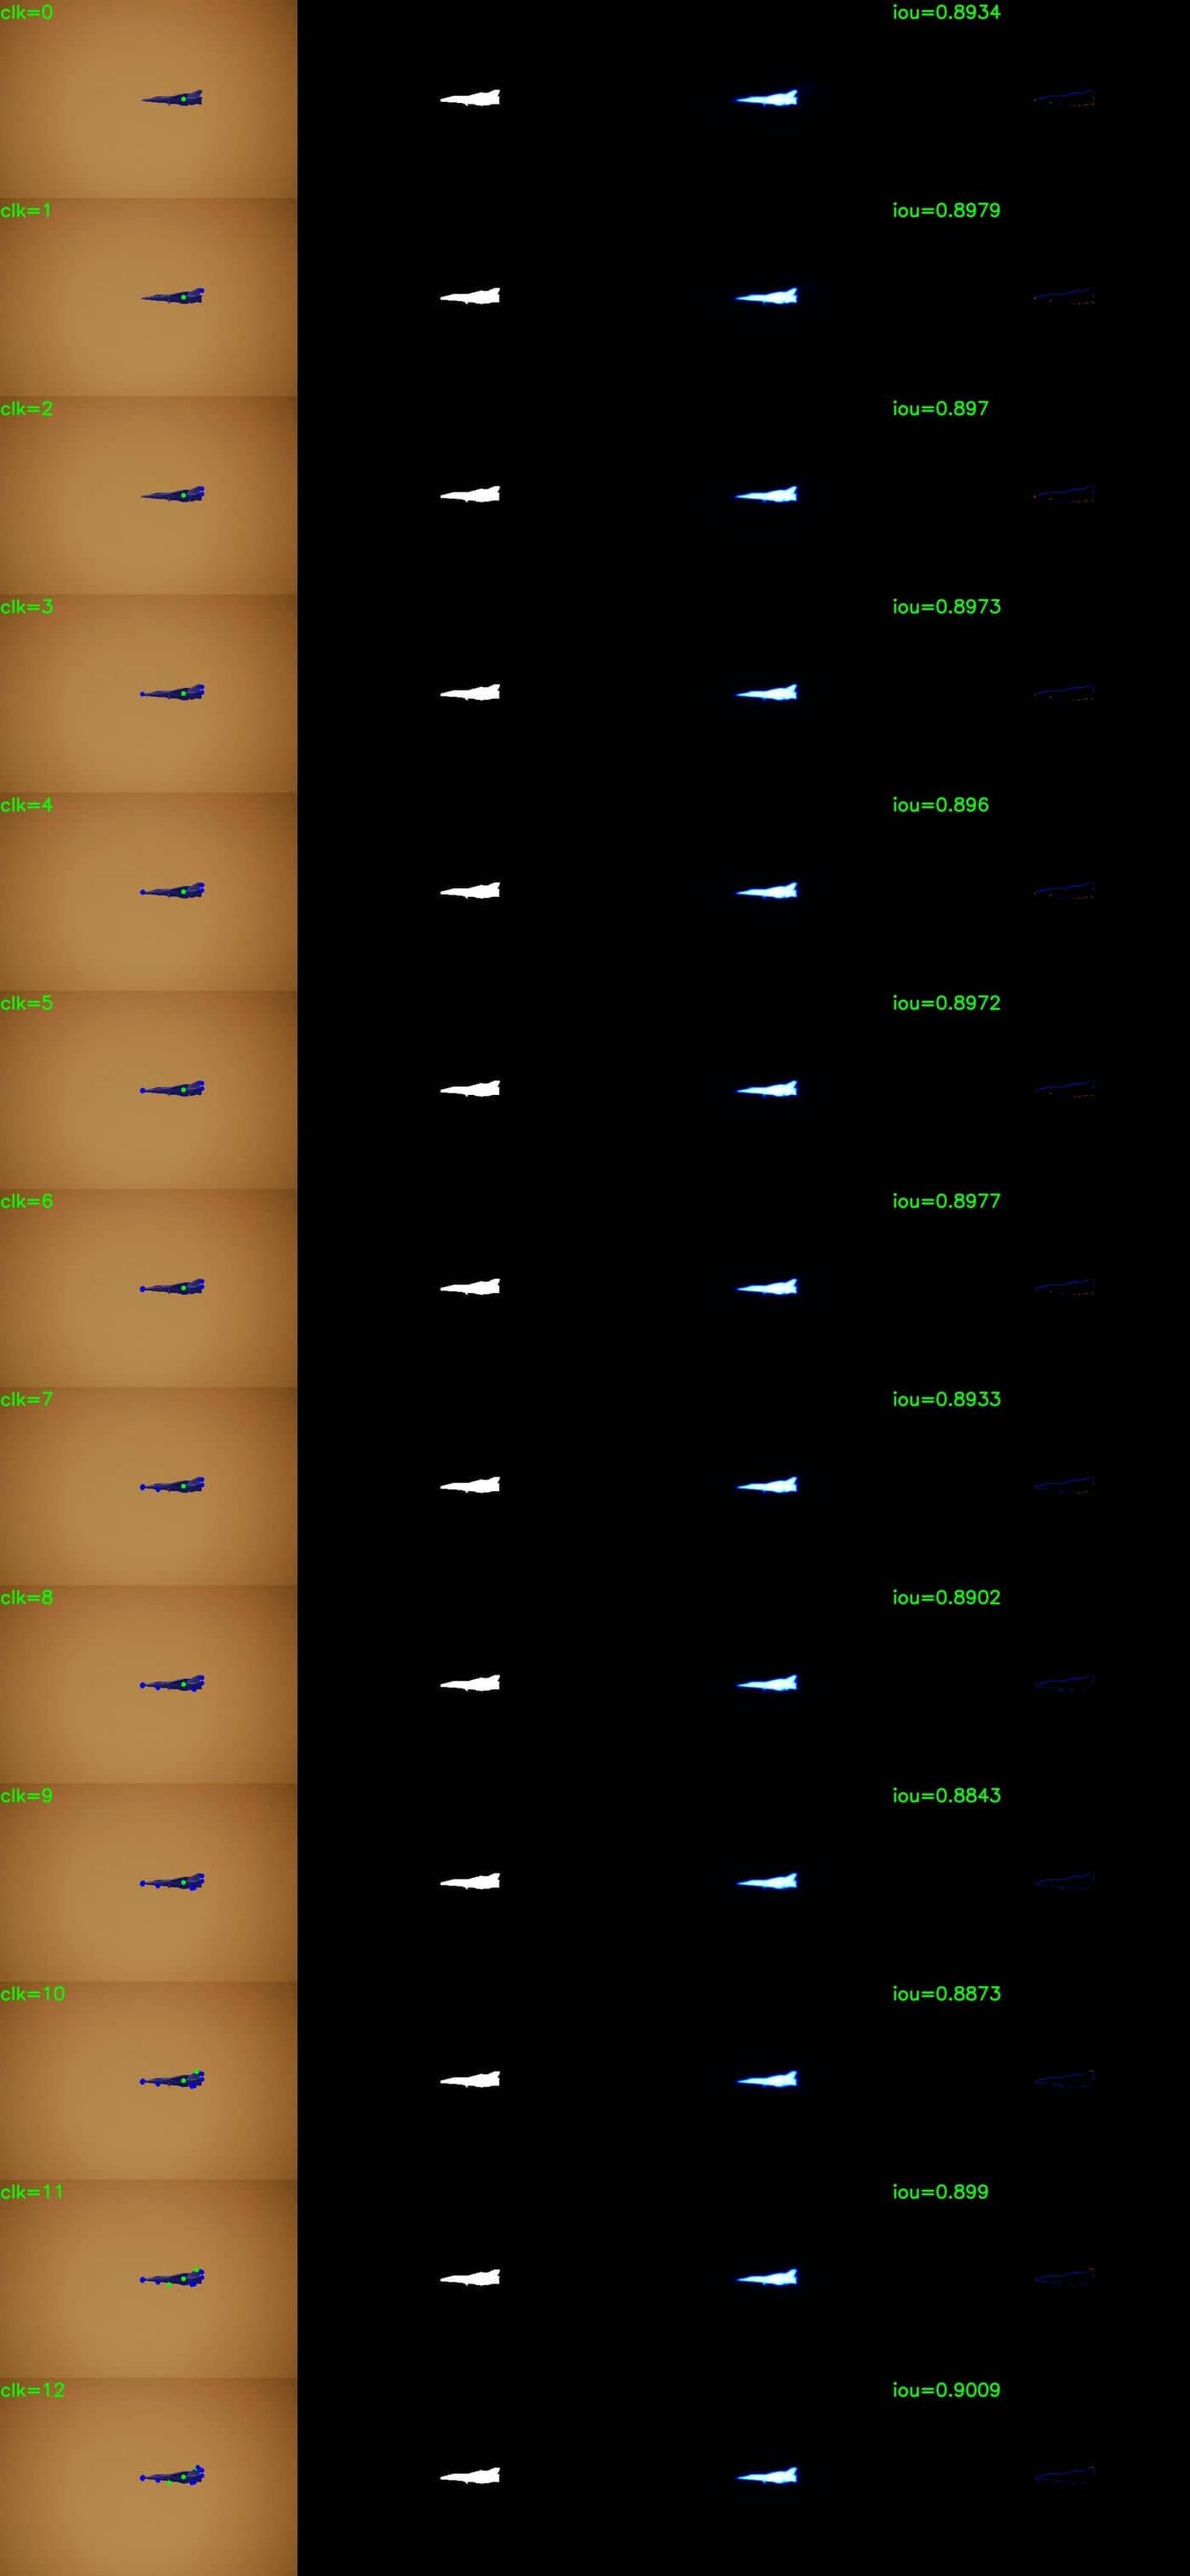 clk=0 iou=0.8934
clk=1 iou=0.8979
clk=2 iou=0.897
clk=3 iou=0.8973
clk=4 iou=0.896
clk=5 iou=0.8972
clk=6 iou=0.8977
clk=7 iou=0.8933
clk=8 iou=0.8902
clk=9 iou=0.8843
clk=10 iou=0.8873
clk=11 iou=0.899
clk=12 iou=0.9009